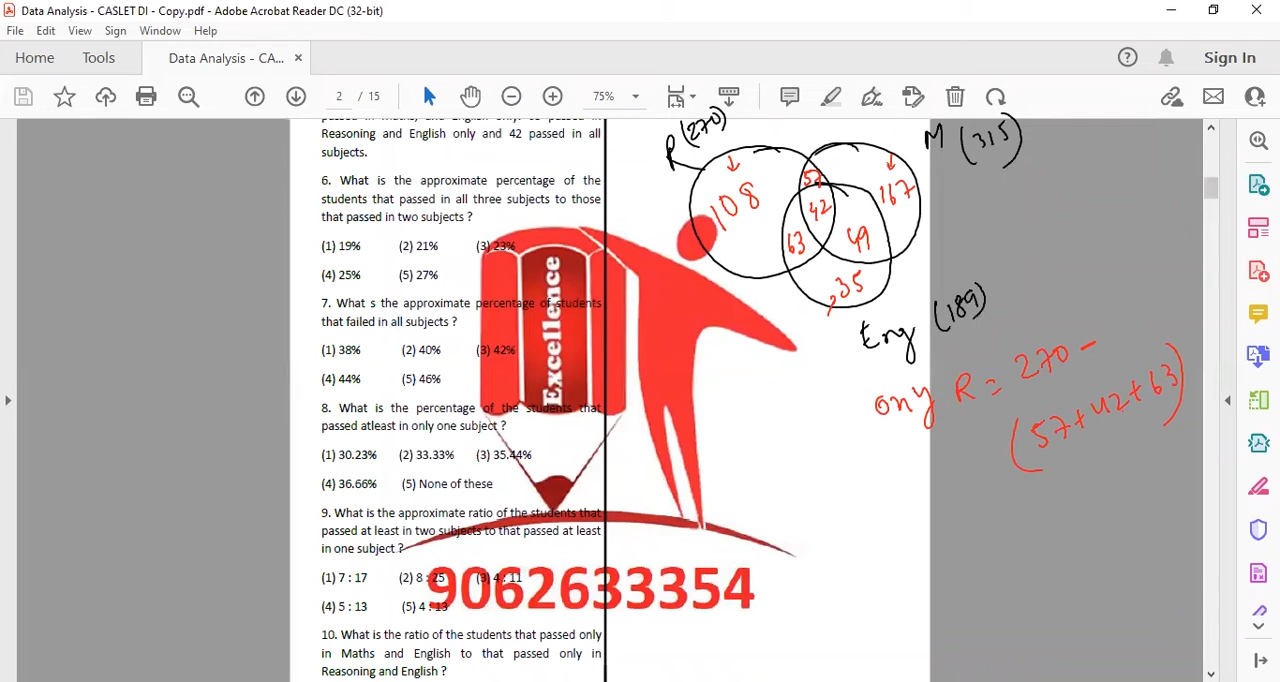 Data Analysis - CASLET DI - Copy.pdf - Adobe Acrobat Reader DC (32-bit)
File Edit View Sign Window Help
Home Tools Data Analysis - CA... × Sign In
2 / 15 75%
passed in Maths, and English only. 63 passed in
Reasoning and English only and 42 passed in all
subjects.
6. What is the approximate percentage of the
students that passed in all three subjects to those
that passed in two subjects ?
(1) 19% (2) 21% (3) 23%
(4) 25% (5) 27%
7. What s the approximate percentage of students
that failed in all subjects ?
(1) 38% (2) 40% (3) 42%
(4) 44% (5) 46%
8. What is the percentage of the students that
passed atleast in only one subject ?
(1) 30.23% (2) 33.33% (3) 35.44%
(4) 36.66% (5) None of these
9. What is the approximate ratio of the students that
passed at least in two subjects to that passed at least
in one subject ?
(1) 7 : 17 (2) 8 : 25 (3) 4 : 11
(4) 5 : 13 (5) 4 : 13
10. What is the ratio of the students that passed only
in Maths and English to that passed only in
Reasoning and English ?
Excellence
9062633354
R (270)
M (315)
108
57
167
42
63
49
35
Eng (189)
ony R = 270 -
(57+42+63)